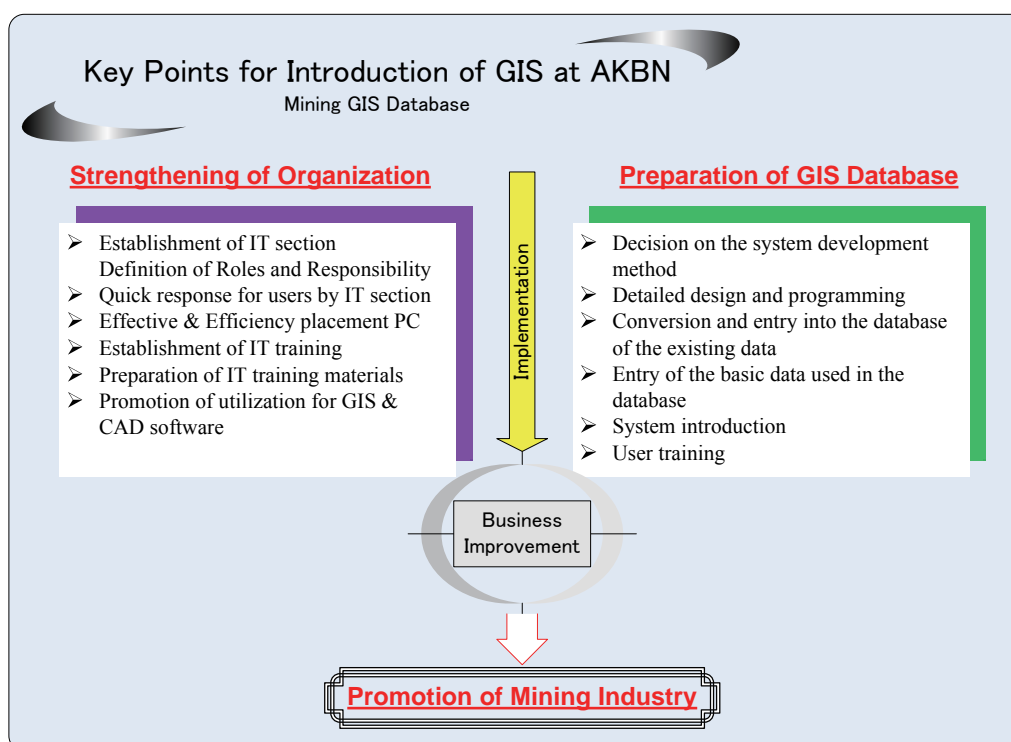 Key Points for Introduction of GIS at AKBN
Mining GIS Database
Strengthening of Organization
➢ Establishment of IT section
Definition of Roles and Responsibility
➢ Quick response for users by IT section
➢ Effective & Efficiency placement PC
➢ Establishment of IT training
➢ Preparation of IT training materials
➢ Promotion of utilization for GIS &
CAD software
Implementation
Preparation of GIS Database
➢ Decision on the system development
method
➢ Detailed design and programming
➢ Conversion and entry into the database
of the existing data
➢ Entry of the basic data used in the
database
➢ System introduction
➢ User training
Business
Improvement
Promotion of Mining Industry